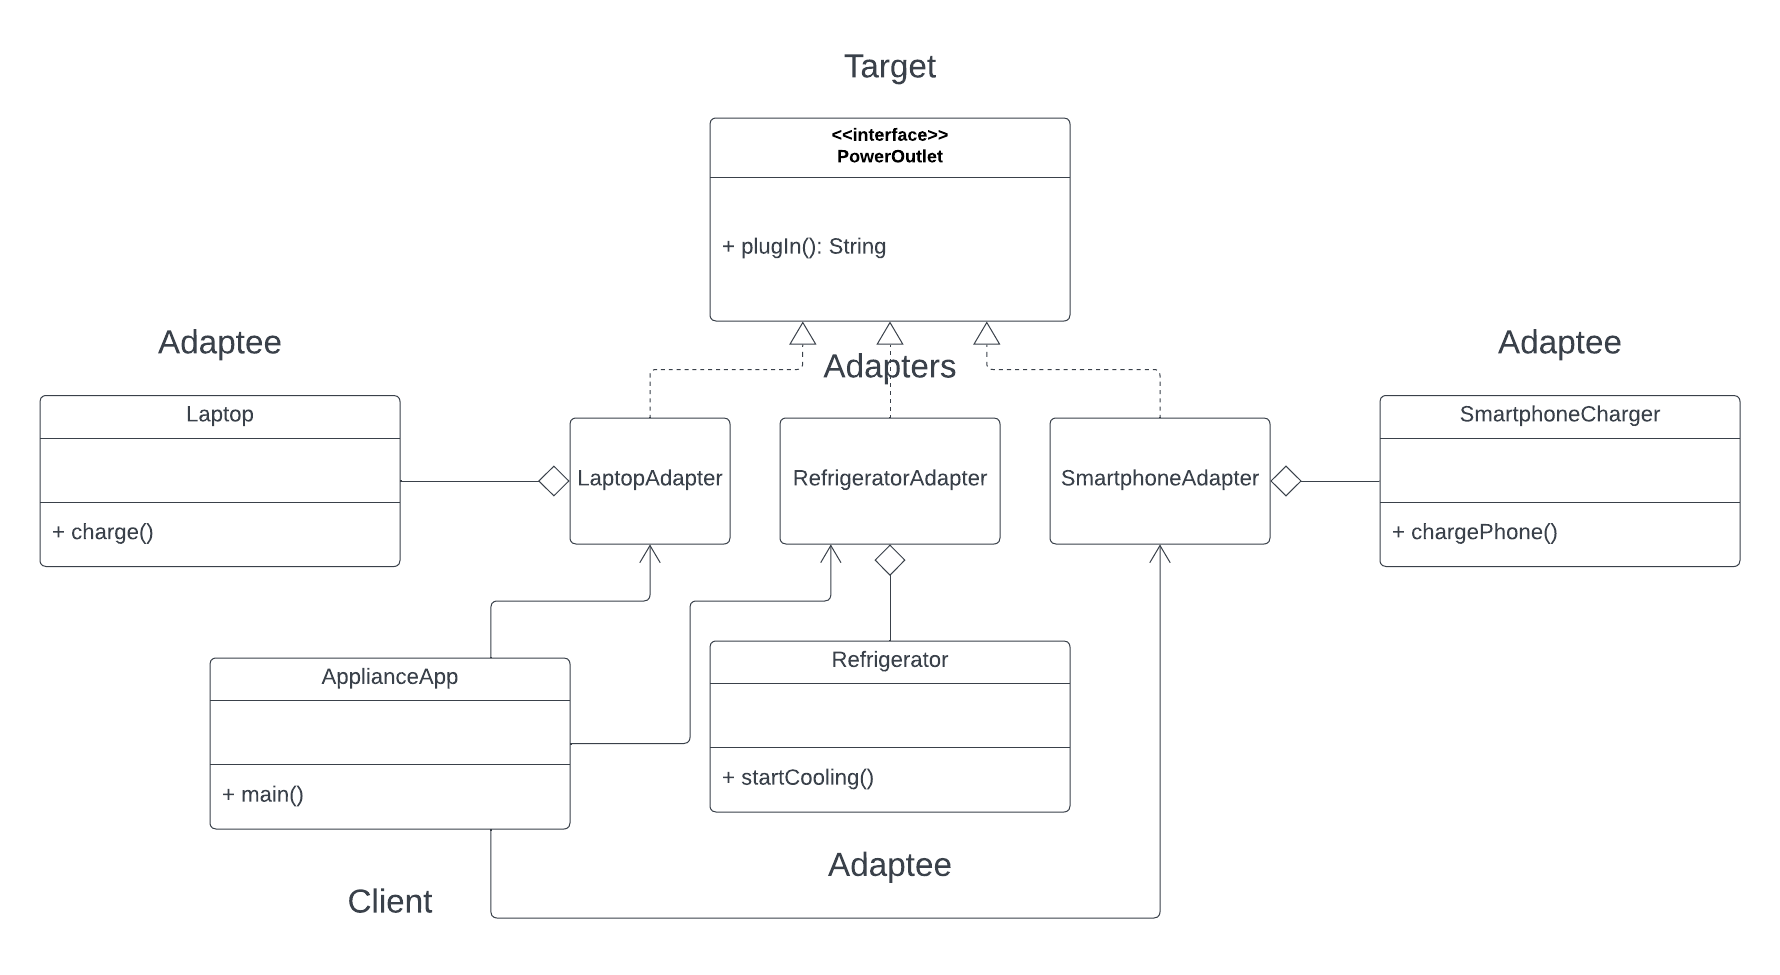 Target
<<interface>>
PowerOutlet
+ plugIn(): String
Adaptee
Adapters
Adaptee
Laptop
+ charge()
LaptopAdapter
RefrigeratorAdapter
SmartphoneAdapter
SmartphoneCharger
+ chargePhone()
ApplianceApp
+ main()
Refrigerator
+ startCooling()
Adaptee
Client